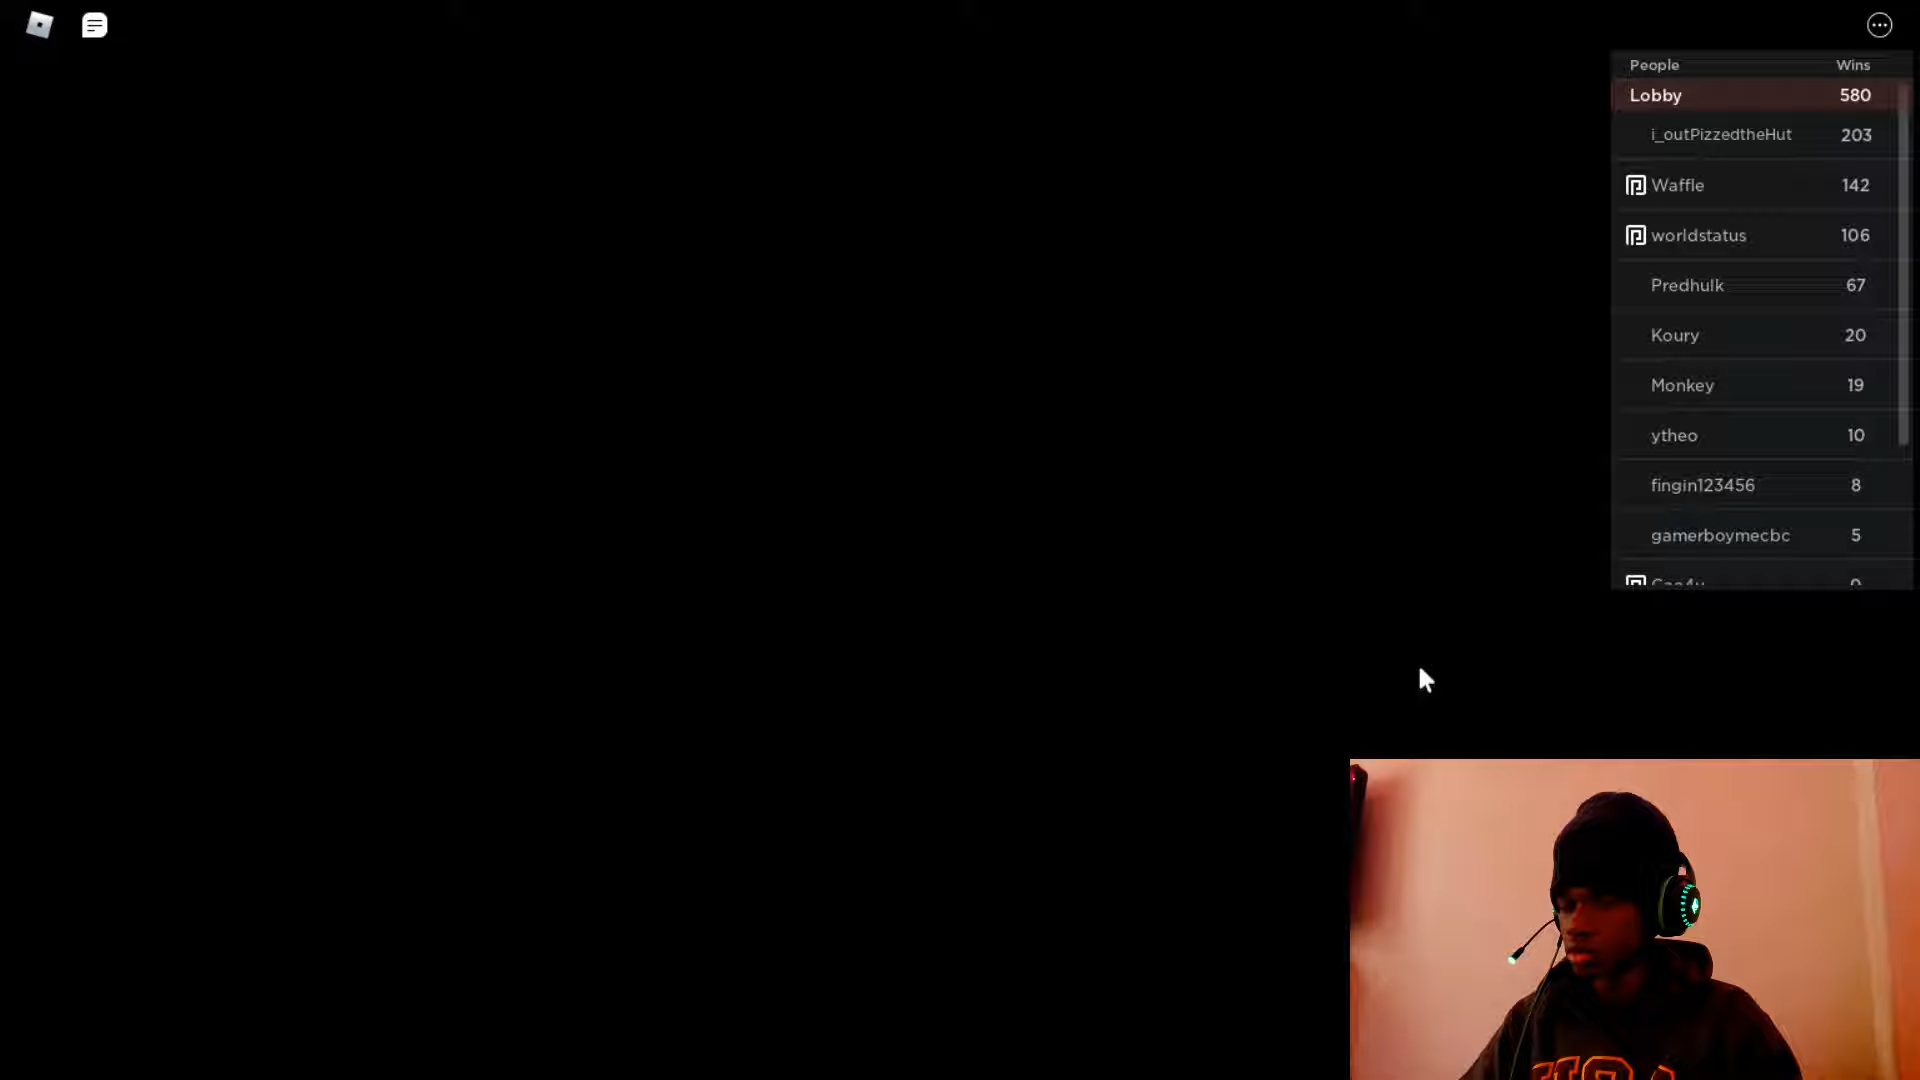 People Wins
Lobby 580
i_outPizzedtheHut 203
Waffle 142
worldstatus 106
Predhulk 67
Koury 20
Monkey 19
ytheo 10
fingin123456 8
gamerboymecbc 5